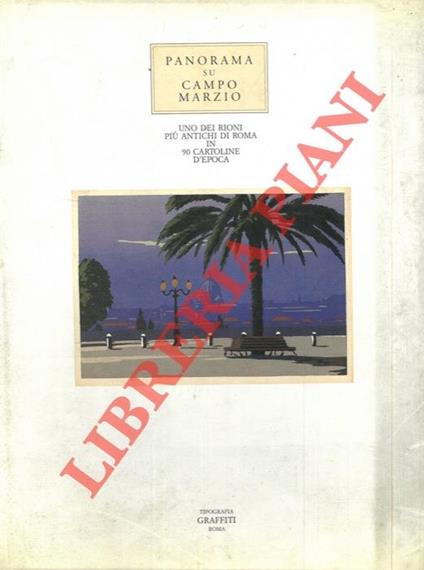 PANORAMA
SU
CAMPO
MARZIO
UNO DEI RIONI
PIÙ ANTICHI DI ROMA
IN
90 CARTOLINE
D'EPOCA
LIBRERIA PIANI
TIPOGRAFIA
GRAFFITI
ROMA